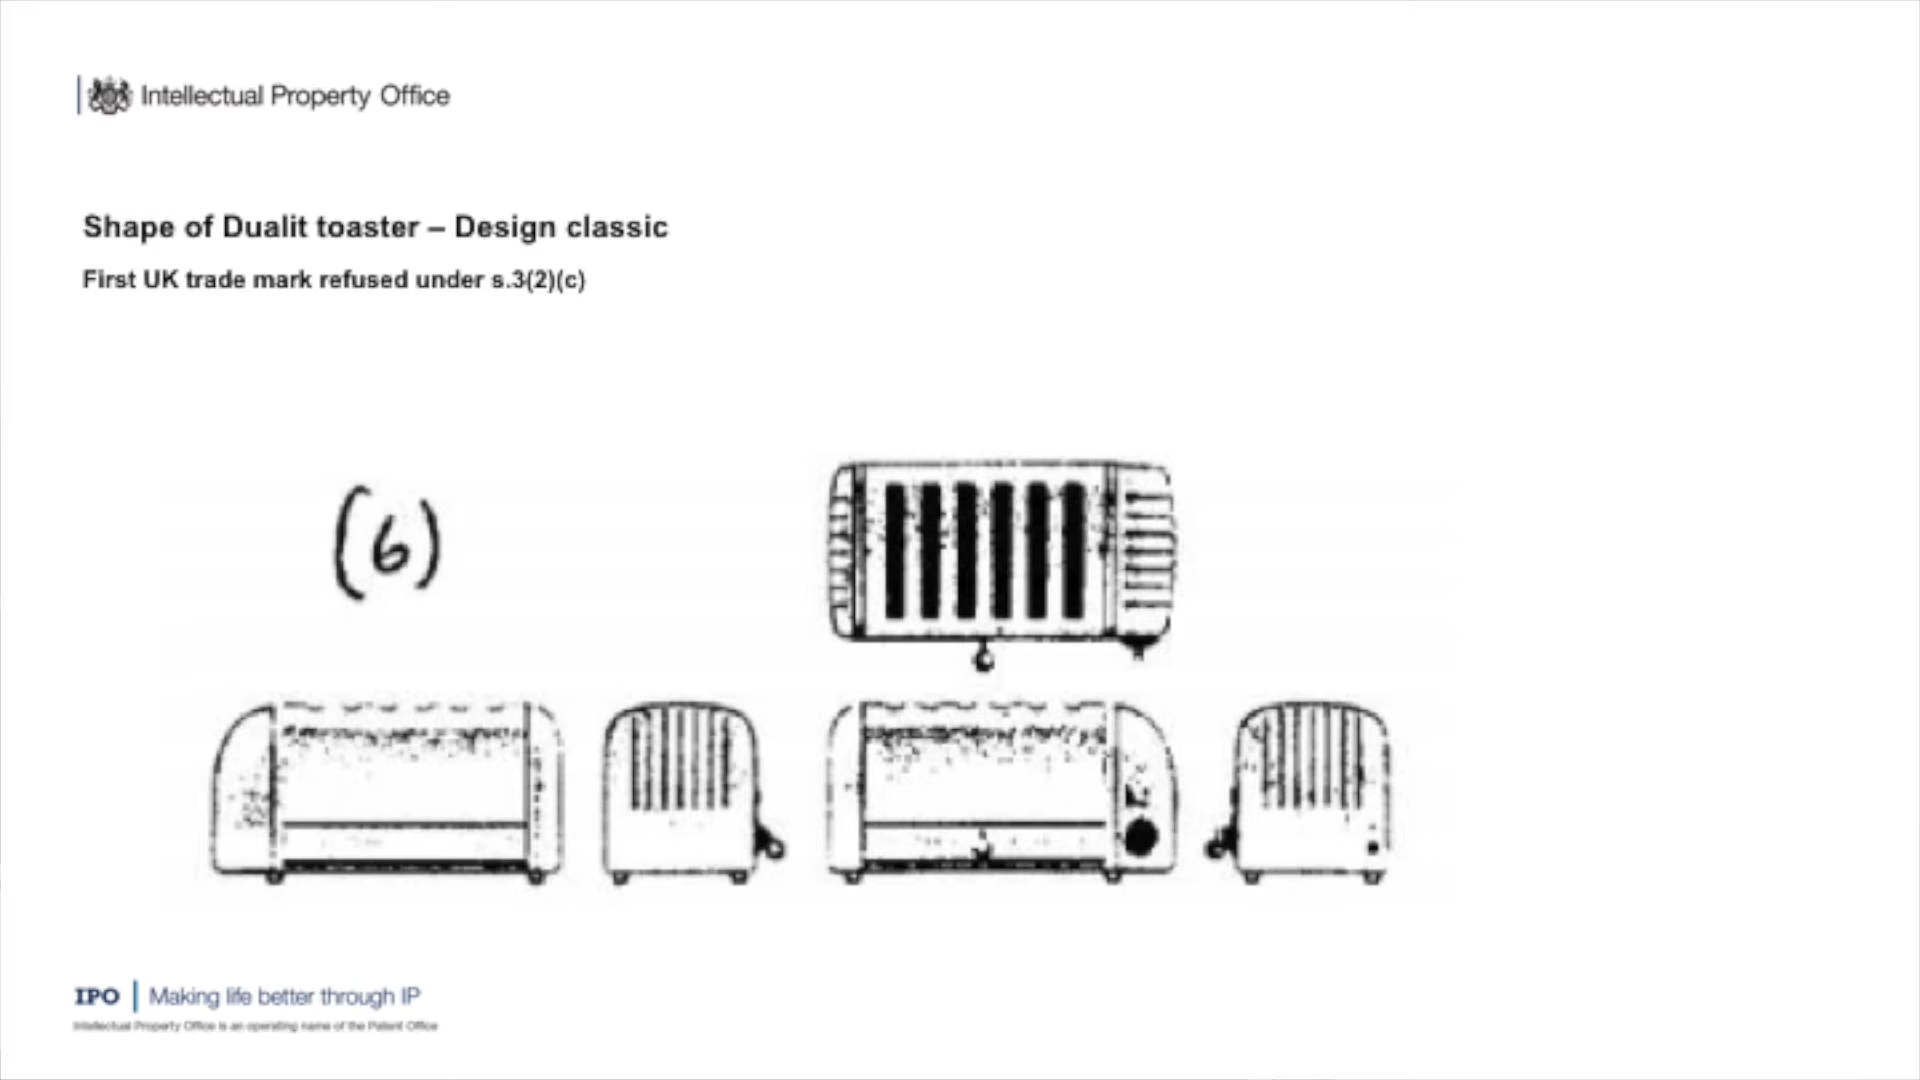 Intellectual Property Office
Shape of Dualit toaster – Design classic
First UK trade mark refused under s.3(2)(c)
(6)
IPO | Making life better through IP
Intellectual Property Office is an operating name of the Patent Office